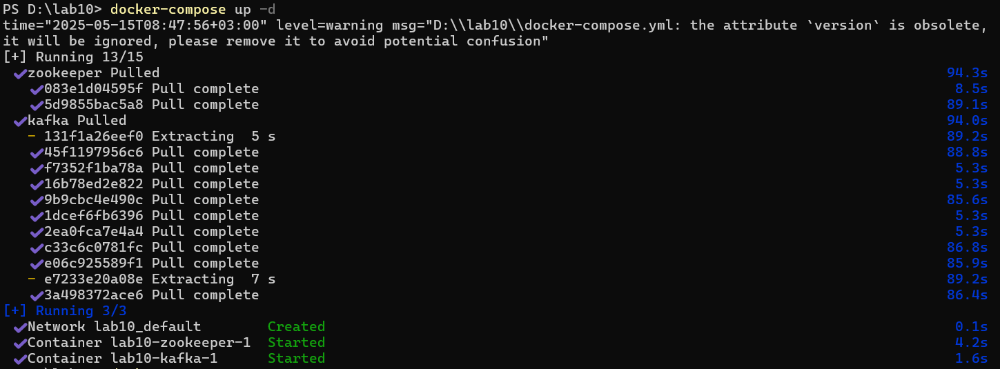 PS D:\lab10> docker-compose up -d
time="2025-05-15T08:47:56+03:00" level=warning msg="D:\\lab10\\docker-compose.yml: the attribute `version` is obsolete,
it will be ignored, please remove it to avoid potential confusion"
[+] Running 13/15
✔zookeeper Pulled 94.3s
✔083e1d04595f Pull complete 8.5s
✔5d9855bac5a8 Pull complete 89.1s
✔kafka Pulled 94.0s
- 131f1a26eef0 Extracting  5 s 89.2s
✔45f1197956c6 Pull complete 88.8s
✔f7352f1ba78a Pull complete 5.3s
✔16b78ed2e822 Pull complete 5.3s
✔9b9cbc4e490c Pull complete 85.6s
✔1dcef6fb6396 Pull complete 5.3s
✔2ea0fca7e4a4 Pull complete 5.3s
✔c33c6c0781fc Pull complete 86.8s
✔e06c925589f1 Pull complete 85.9s
- e7233e20a08e Extracting  7 s 89.2s
✔3a498372ace6 Pull complete 86.4s
[+] Running 3/3
✔Network lab10_default Created 0.1s
✔Container lab10-zookeeper-1 Started 4.2s
✔Container lab10-kafka-1 Started 1.6s